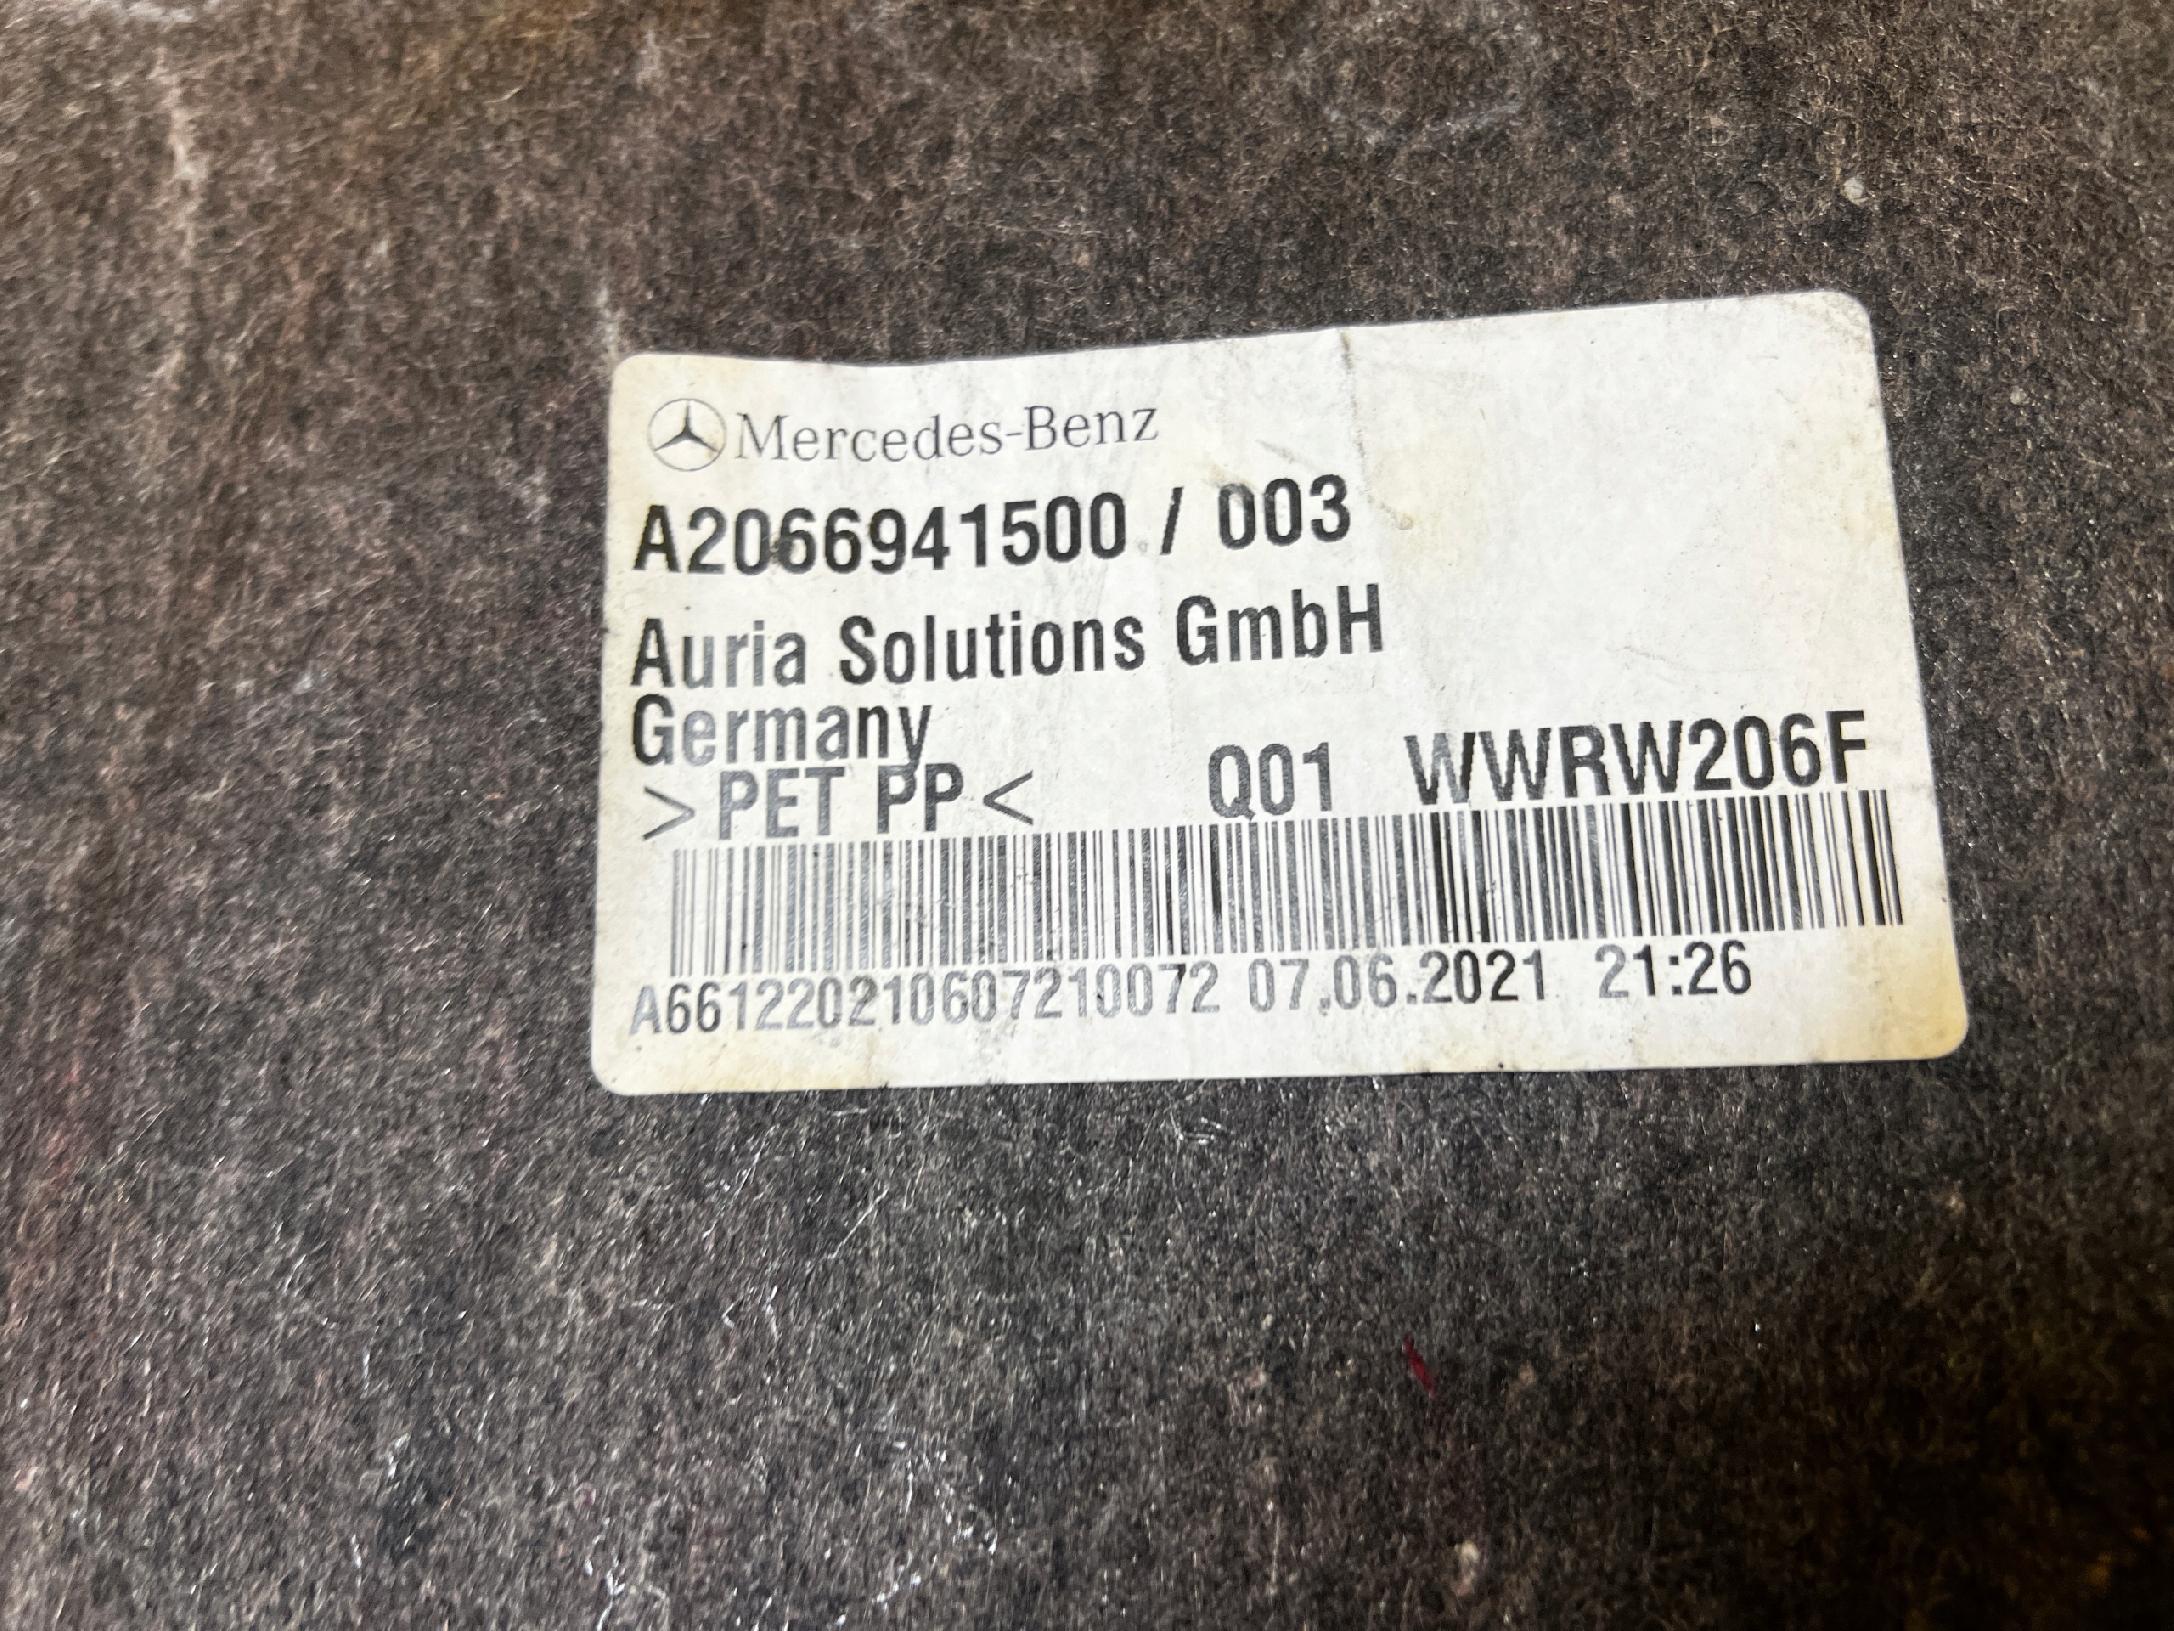 Mercedes-Benz
A2066941500 / 003
Auria Solutions GmbH
Germany
>PET PP< Q01 WWRW206F
A661220210607210072 07.06.2021 21:26